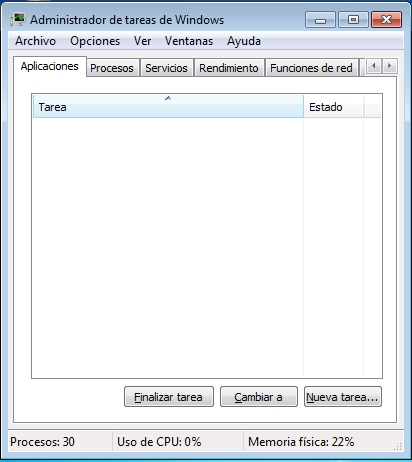 Administrador de tareas de Windows
Archivo Opciones Ver Ventanas Ayuda
Aplicaciones Procesos Servicios Rendimiento Funciones de red
Tarea Estado
Finalizar tarea Cambiar a Nueva tarea...
Procesos: 30 Uso de CPU: 0% Memoria física: 22%